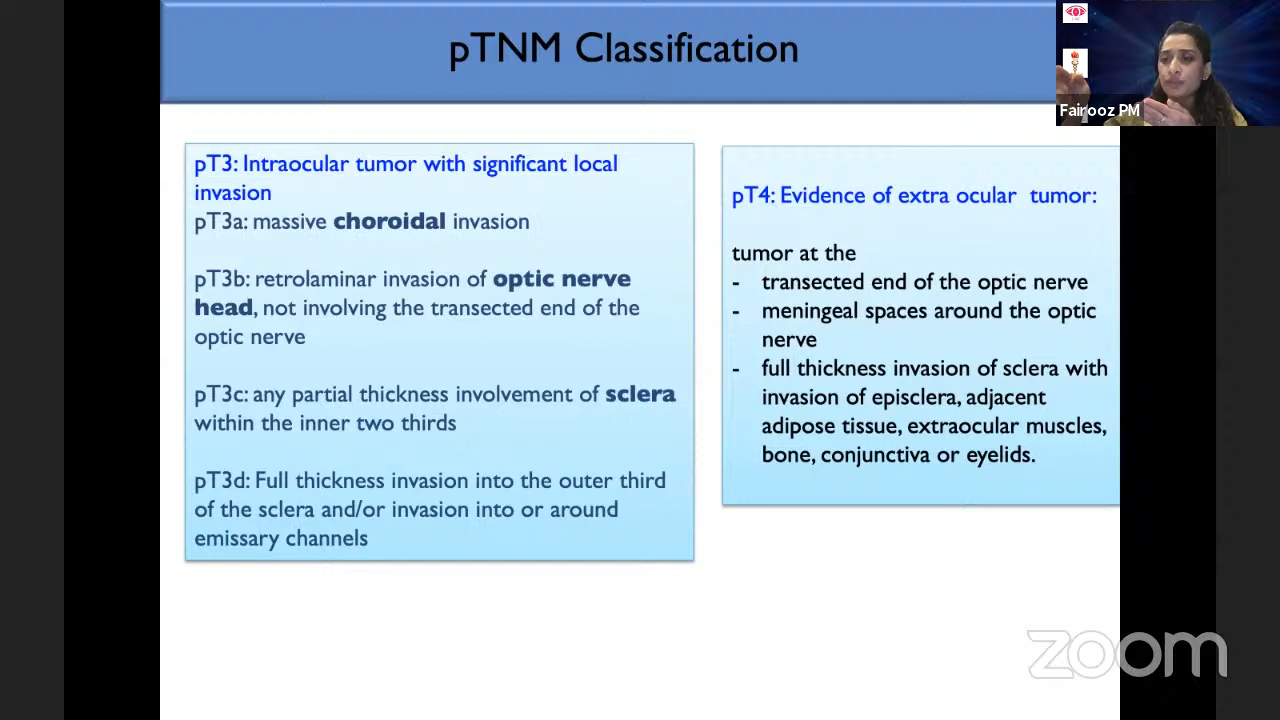 pTNM Classification
Fairooz PM
pT3: Intraocular tumor with significant local
invasion
pT3a: massive choroidal invasion
pT3b: retrolaminar invasion of optic nerve
head, not involving the transected end of the
optic nerve
pT3c: any partial thickness involvement of sclera
within the inner two thirds
pT3d: Full thickness invasion into the outer third
of the sclera and/or invasion into or around
emissary channels
pT4: Evidence of extra ocular tumor:
tumor at the
- transected end of the optic nerve
- meningeal spaces around the optic
nerve
- full thickness invasion of sclera with
invasion of episclera, adjacent
adipose tissue, extraocular muscles,
bone, conjunctiva or eyelids.
zoom